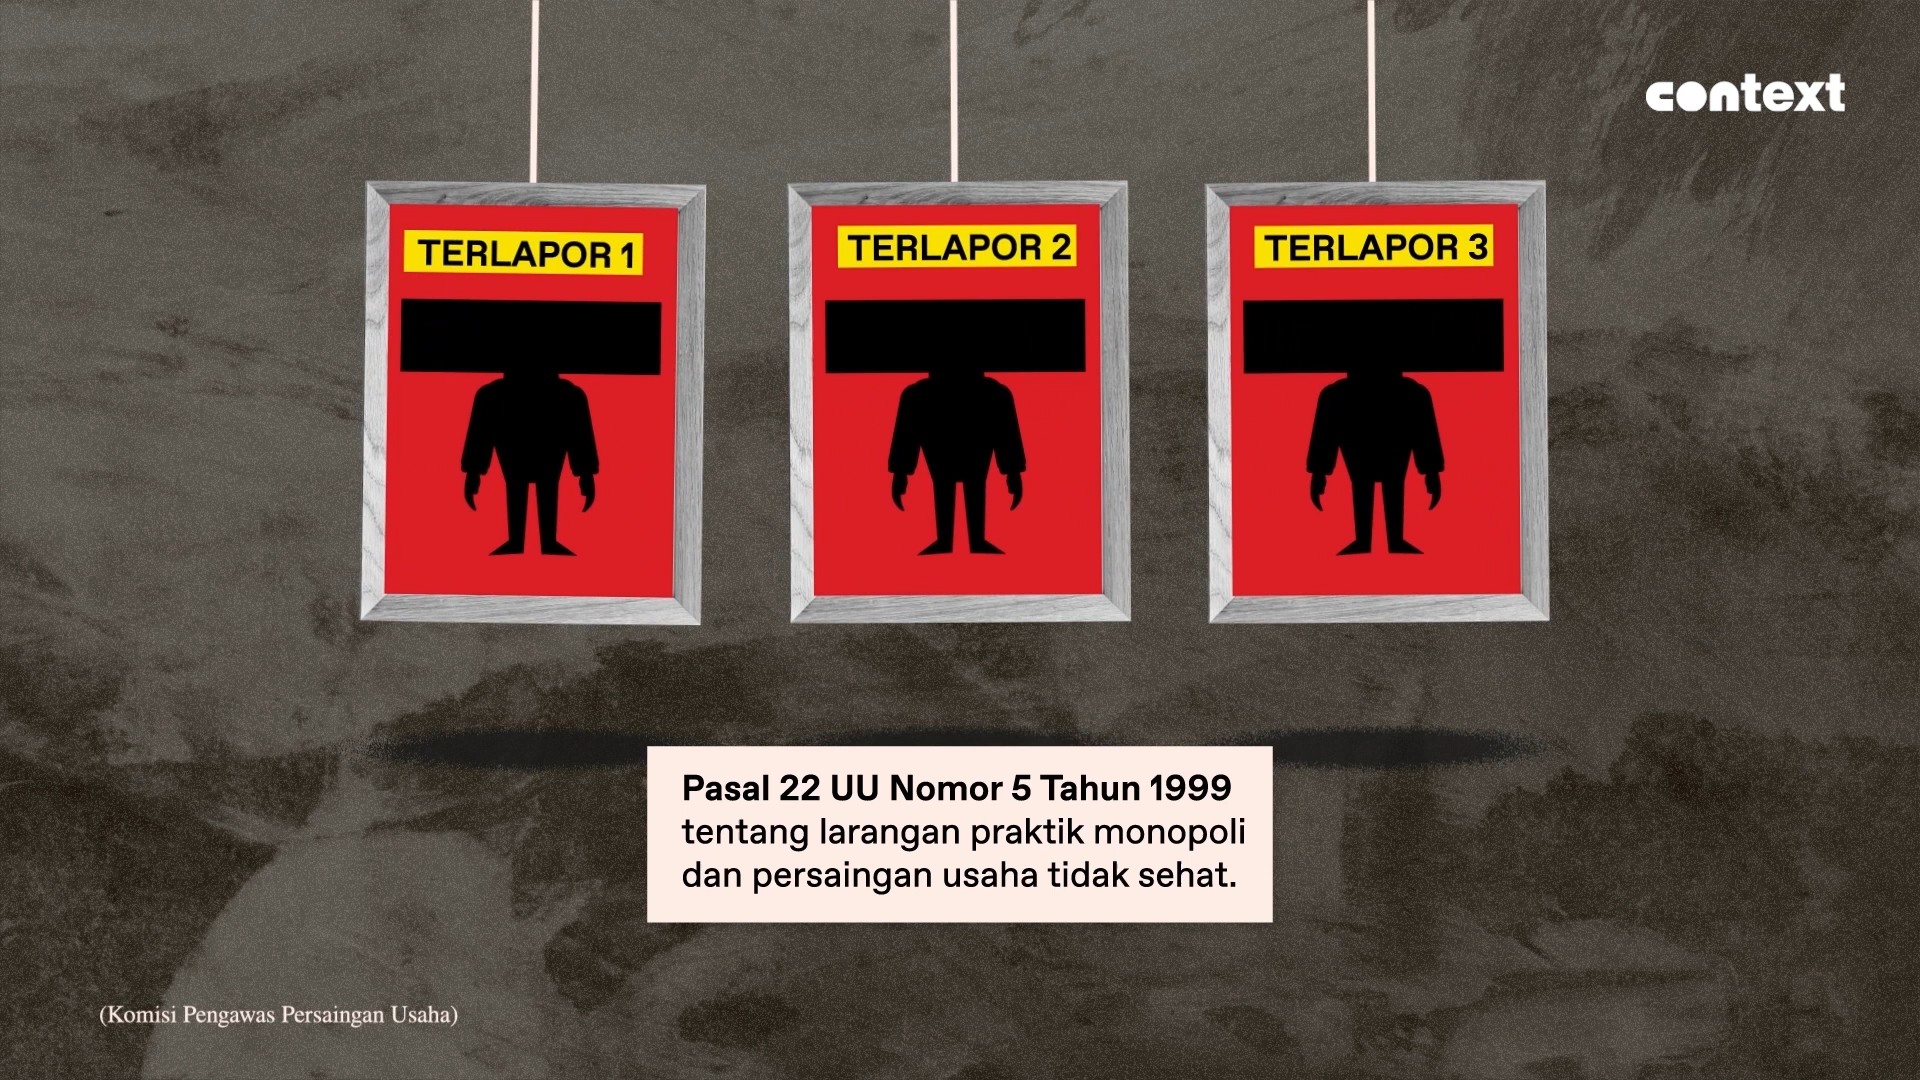 context
TERLAPOR 1
TERLAPOR 2
TERLAPOR 3
Pasal 22 UU Nomor 5 Tahun 1999
tentang larangan praktik monopoli
dan persaingan usaha tidak sehat.
(Komisi Pengawas Persaingan Usaha)